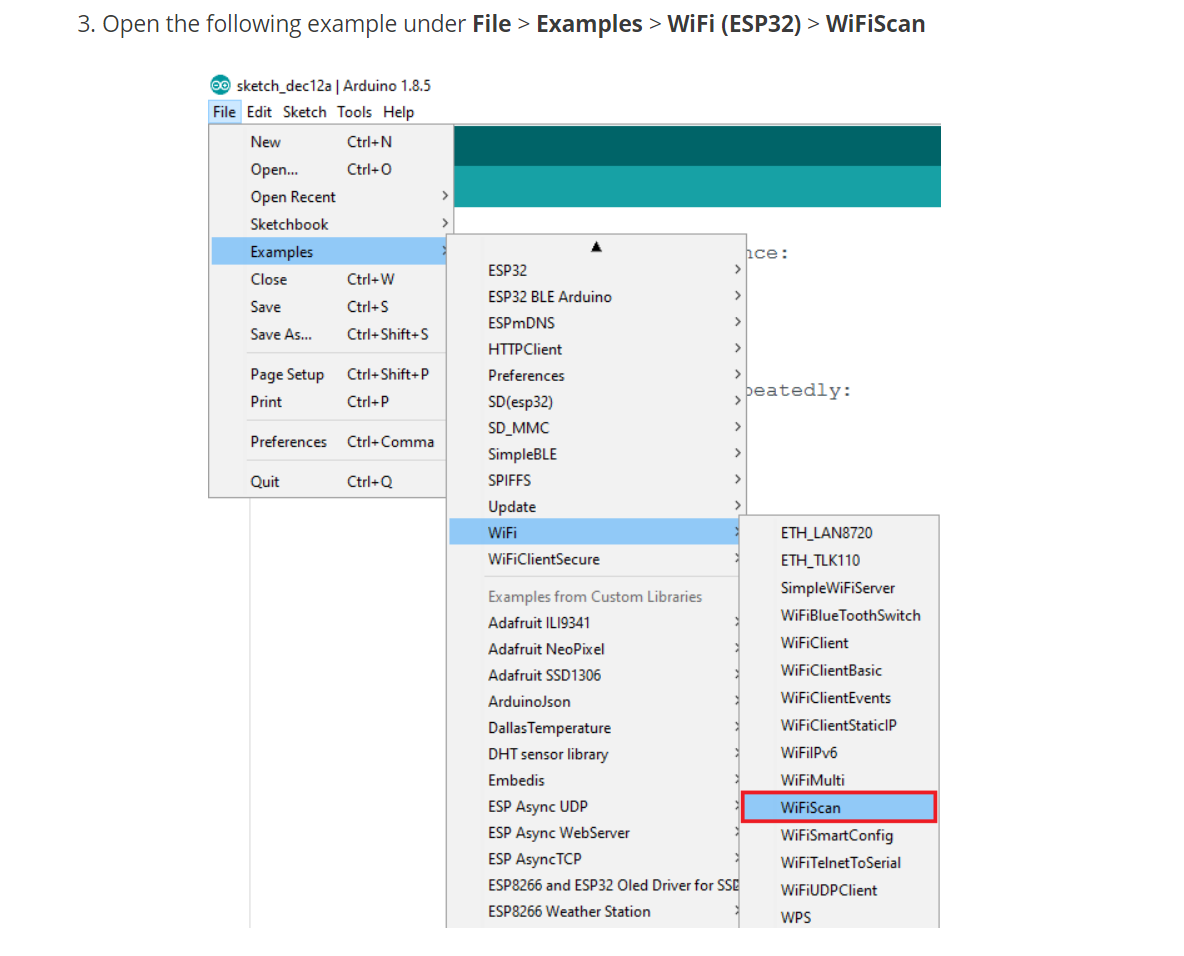 3. Open the following example under File > Examples > WiFi (ESP32) > WiFiScan
sketch_dec12a | Arduino 1.8.5
File Edit Sketch Tools Help
New Ctrl+N
Open... Ctrl+O
Open Recent
Sketchbook
Examples
Close Ctrl+W
Save Ctrl+S
Save As... Ctrl+Shift+S
Page Setup Ctrl+Shift+P
Print Ctrl+P
Preferences Ctrl+Comma
Quit Ctrl+Q
nce:
peatedly:
ESP32
ESP32 BLE Arduino
ESPmDNS
HTTPClient
Preferences
SD(esp32)
SD_MMC
SimpleBLE
SPIFFS
Update
WiFi
WiFiClientSecure
Examples from Custom Libraries
Adafruit ILI9341
Adafruit NeoPixel
Adafruit SSD1306
ArduinoJson
DallasTemperature
DHT sensor library
Embedis
ESP Async UDP
ESP Async WebServer
ESP AsyncTCP
ESP8266 and ESP32 Oled Driver for SSD
ESP8266 Weather Station
ETH_LAN8720
ETH_TLK110
SimpleWiFiServer
WiFiBlueToothSwitch
WiFiClient
WiFiClientBasic
WiFiClientEvents
WiFiClientStaticIP
WiFiIPv6
WiFiMulti
WiFiScan
WiFiSmartConfig
WiFiTelnetToSerial
WiFiUDPClient
WPS